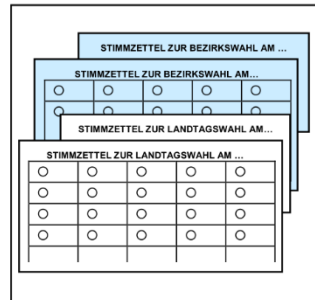 STIMMZETTEL ZUR BEZIRKSWAHL AM ...
STIMMZETTEL ZUR BEZIRKSWAHL AM...
STIMMZETTEL ZUR LANDTAGSWAHL AM...
STIMMZETTEL ZUR LANDTAGSWAHL AM ...